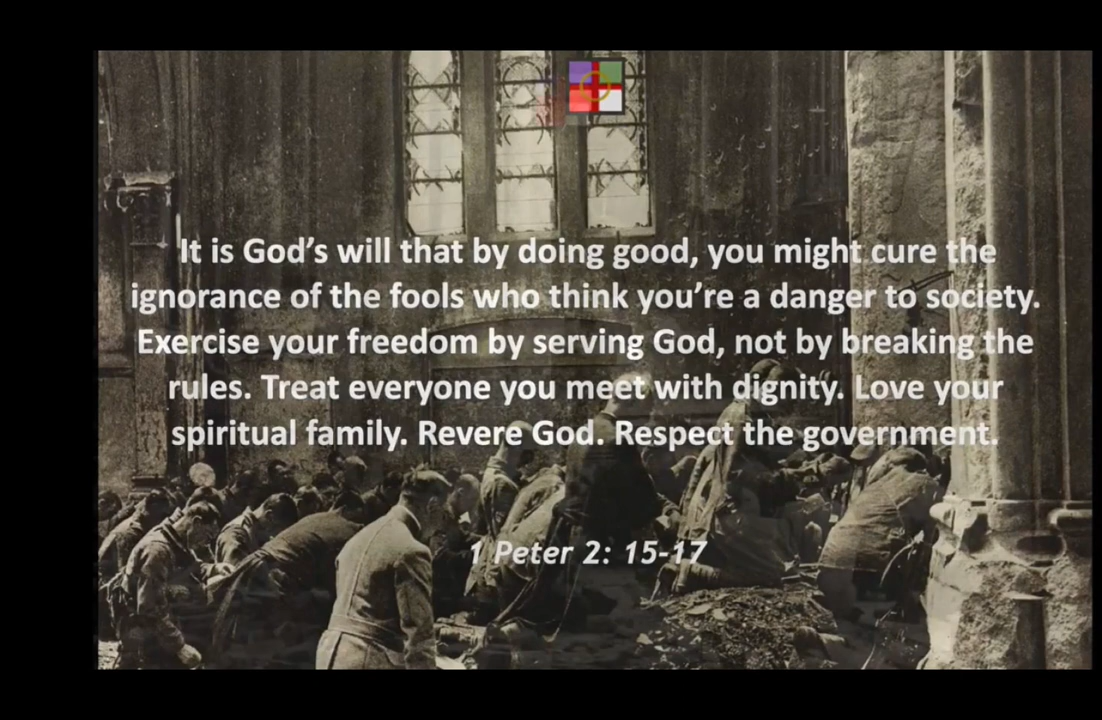 It is God’s will that by doing good, you might cure the
ignorance of the fools who think you’re a danger to society.
Exercise your freedom by serving God, not by breaking the
rules. Treat everyone you meet with dignity. Love your
spiritual family. Revere God. Respect the government.
1 Peter 2: 15-17